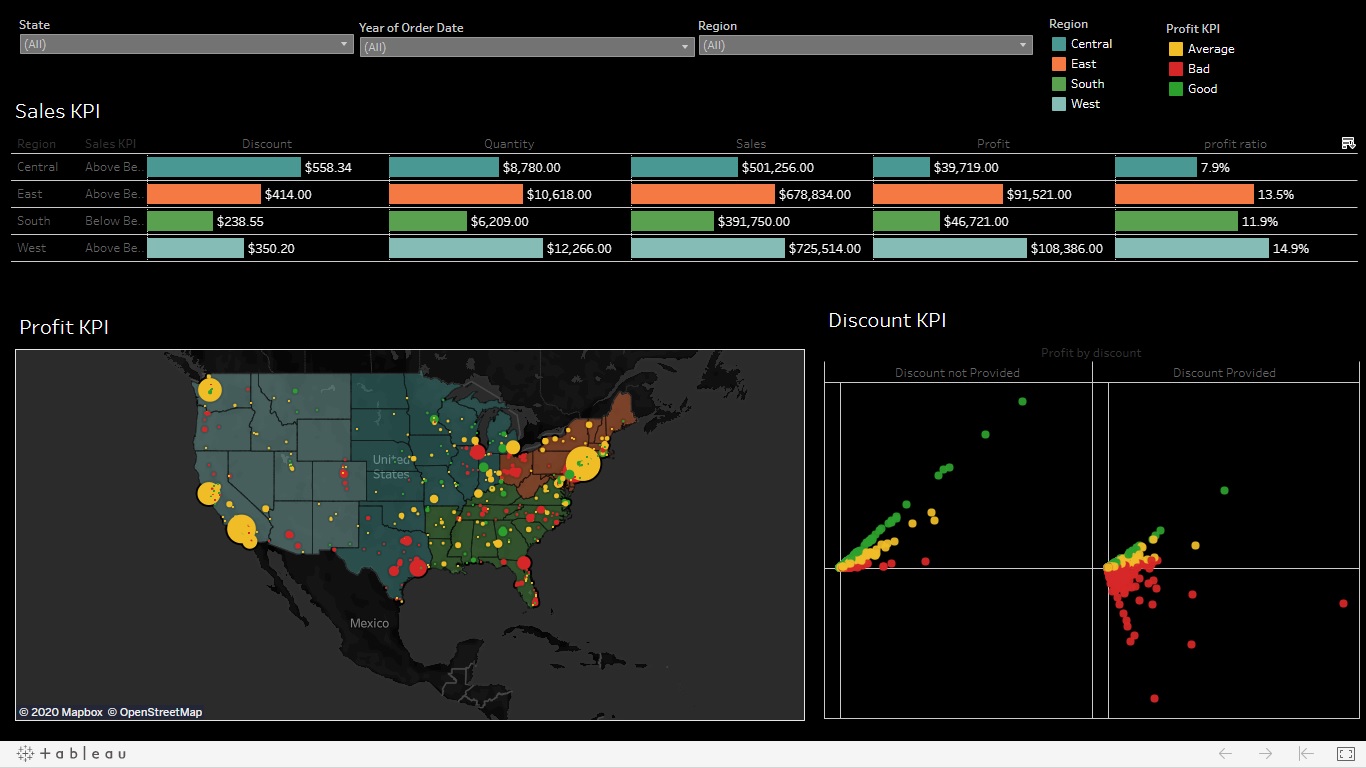 State
(All)
Year of Order Date
(All)
Region
(All)
Region
Central
East
South
West
Profit KPI
Average
Bad
Good
Sales KPI
Region Sales KPI Discount Quantity Sales Profit profit ratio
Central Above Be.. $558.34 $8,780.00 $501,256.00 $39,719.00 7.9%
East Above Be.. $414.00 $10,618.00 $678,834.00 $91,521.00 13.5%
South Below Be.. $238.55 $6,209.00 $391,750.00 $46,721.00 11.9%
West Above Be.. $350.20 $12,266.00 $725,514.00 $108,386.00 14.9%
Profit KPI
United
States
Mexico
© 2020 Mapbox © OpenStreetMap
Discount KPI
Profit by discount
Discount not Provided Discount Provided
+ a b | e a u